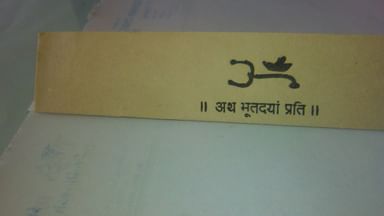 ॐ
॥ अथ भूतदयां प्रति ॥